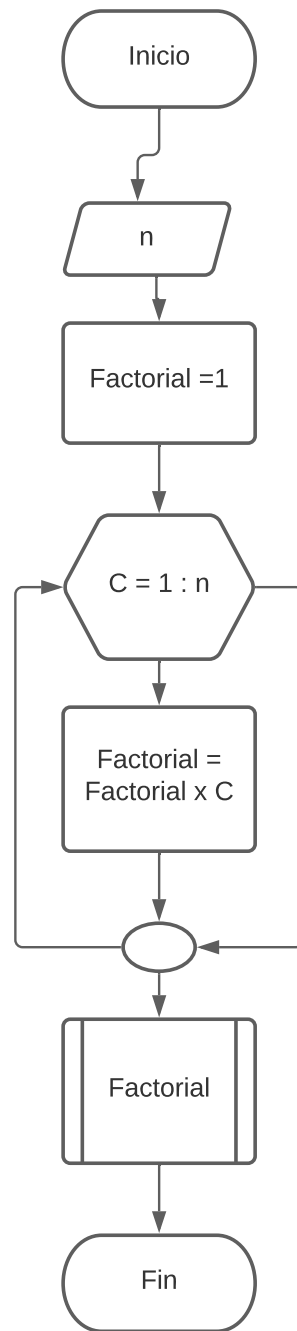 Inicio
n
Factorial =1
C = 1 : n
Factorial =
Factorial x C
Factorial
Fin